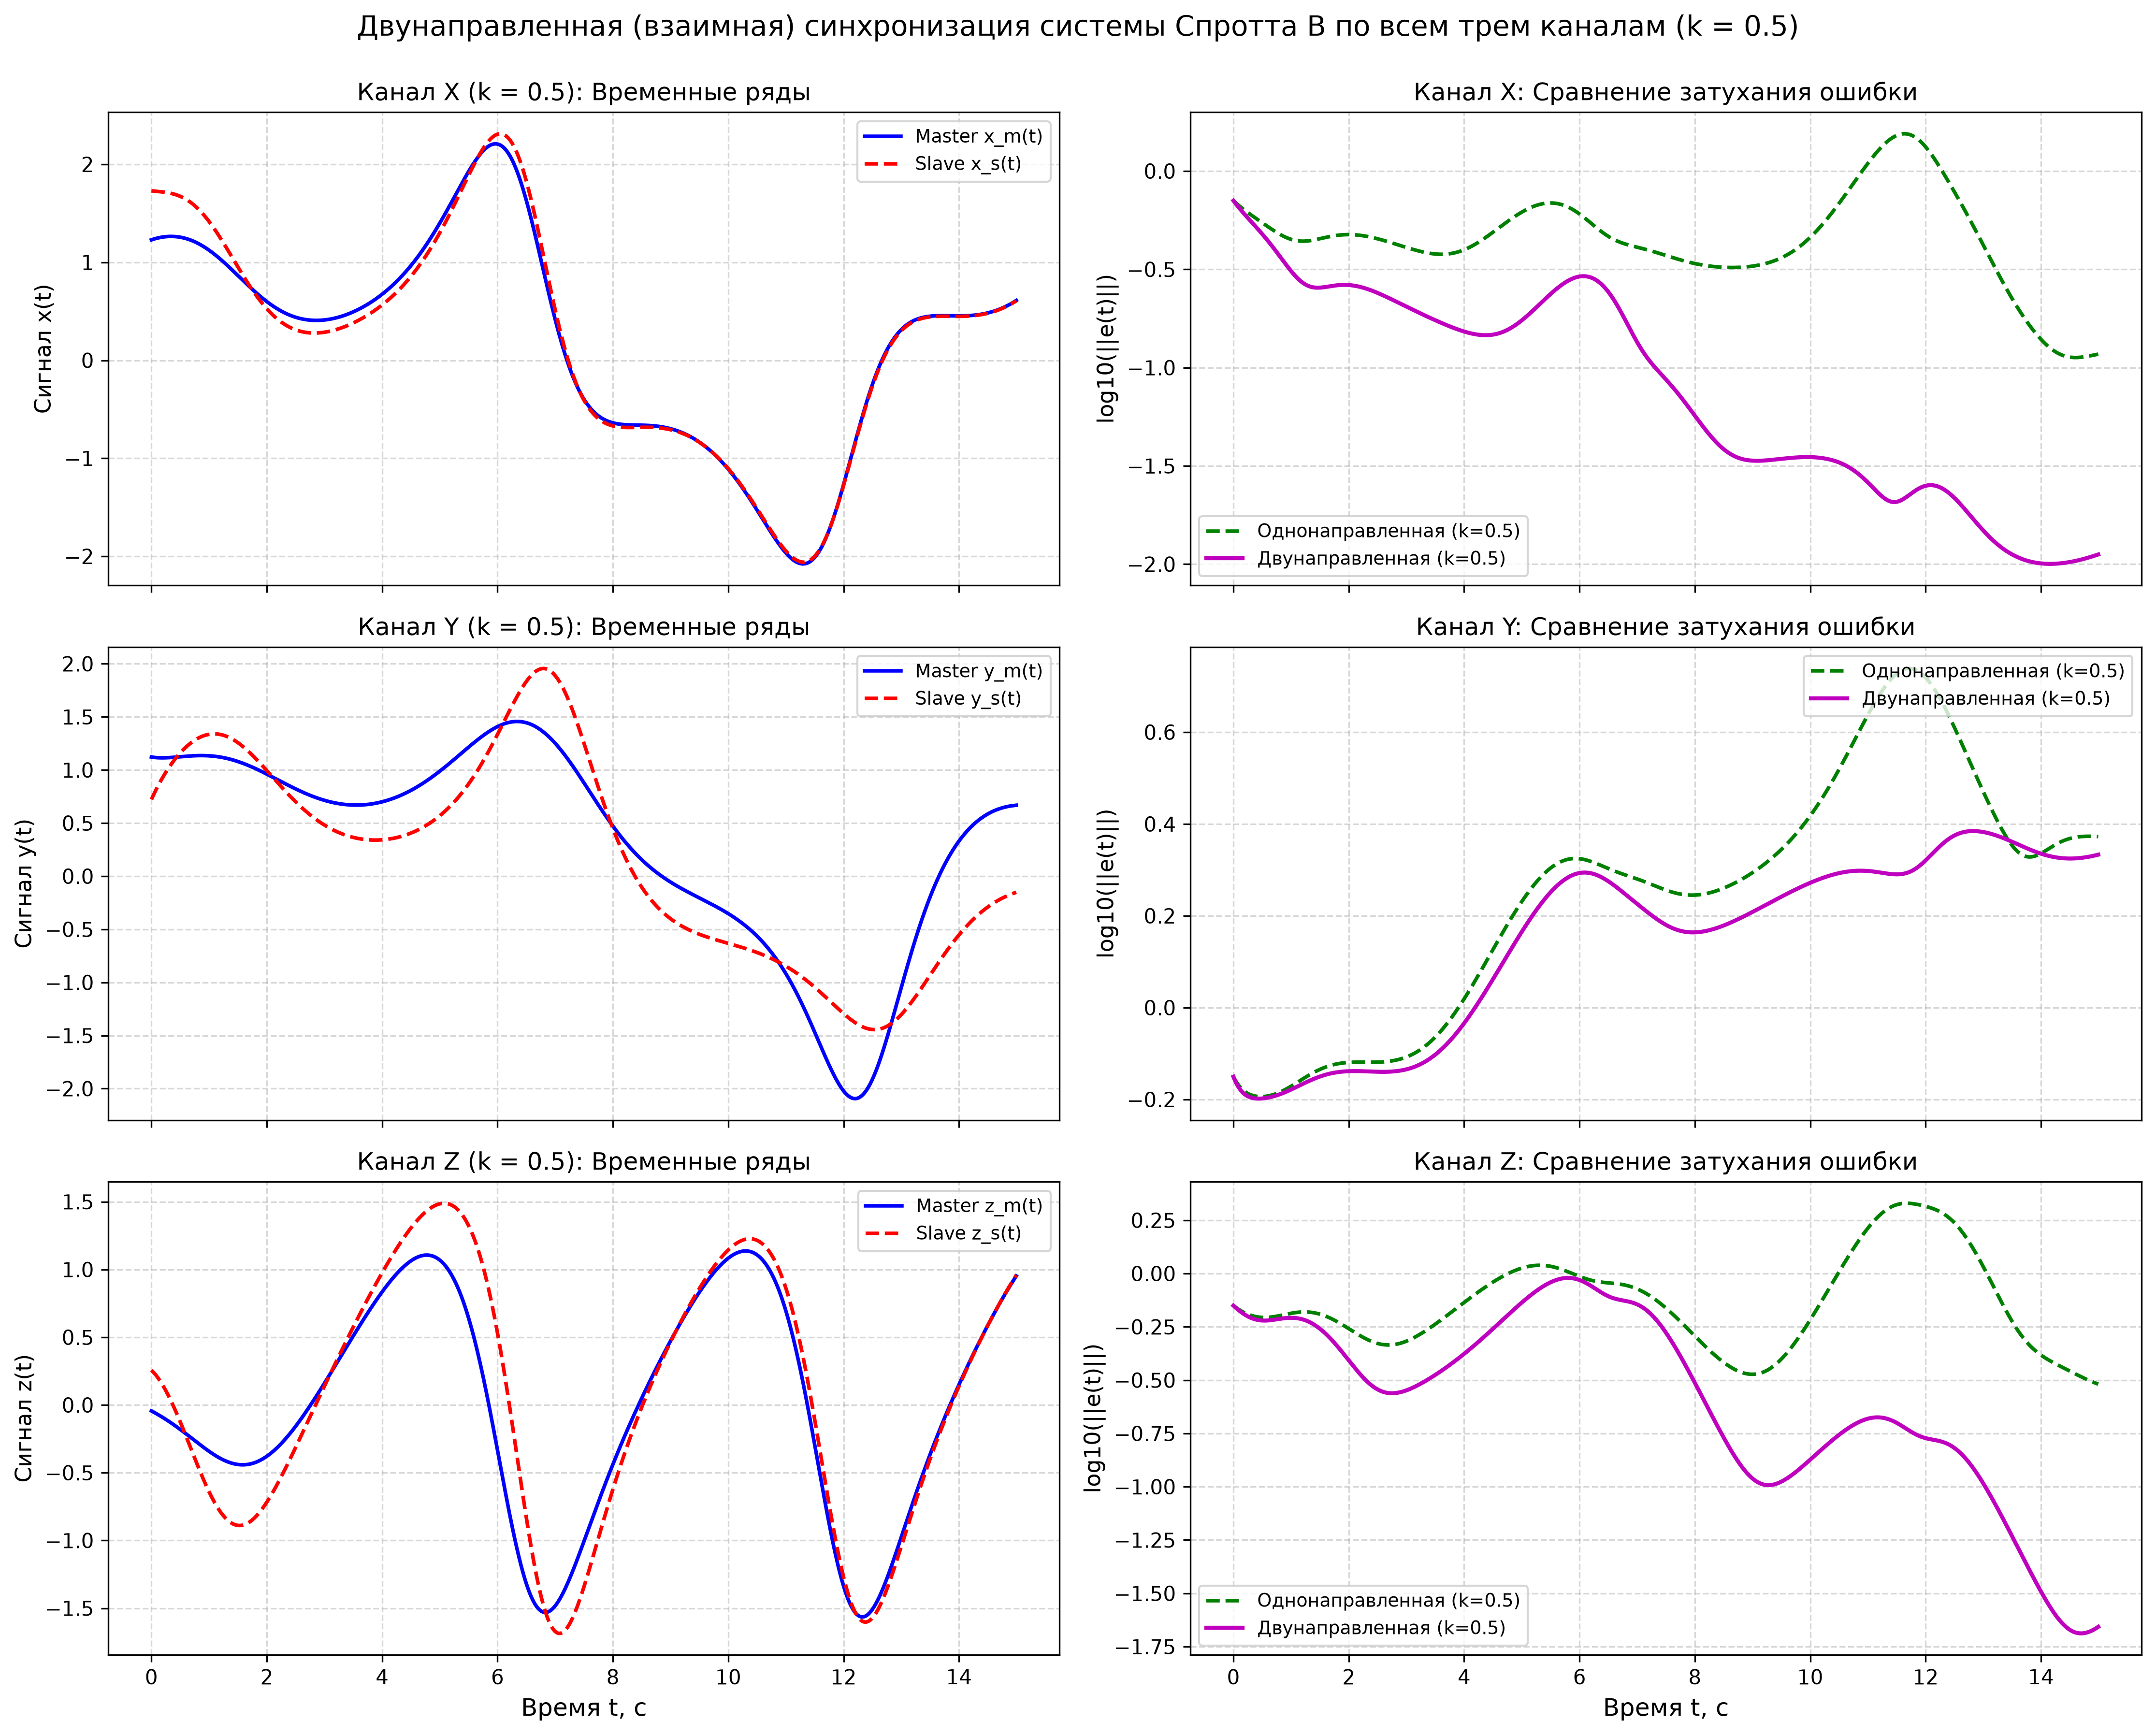 Двунаправленная (взаимная) синхронизация системы Спротта B по всем трем каналам (k = 0.5)
Канал X (k = 0.5): Временные ряды
Сигнал x(t)
2
1
0
−1
−2
Master x_m(t)
Slave x_s(t)
Канал X: Сравнение затухания ошибки
log10(||e(t)||)
0.0
−0.5
−1.0
−1.5
−2.0
Однонаправленная (k=0.5)
Двунаправленная (k=0.5)
Канал Y (k = 0.5): Временные ряды
Сигнал y(t)
2.0
1.5
1.0
0.5
0.0
−0.5
−1.0
−1.5
−2.0
Master y_m(t)
Slave y_s(t)
Канал Y: Сравнение затухания ошибки
log10(||e(t)||)
0.6
0.4
0.2
0.0
−0.2
Однонаправленная (k=0.5)
Двунаправленная (k=0.5)
Канал Z (k = 0.5): Временные ряды
Сигнал z(t)
1.5
1.0
0.5
0.0
−0.5
−1.0
−1.5
Master z_m(t)
Slave z_s(t)
0 2 4 6 8 10 12 14
Время t, с
Канал Z: Сравнение затухания ошибки
log10(||e(t)||)
0.25
0.00
−0.25
−0.50
−0.75
−1.00
−1.25
−1.50
−1.75
Однонаправленная (k=0.5)
Двунаправленная (k=0.5)
0 2 4 6 8 10 12 14
Время t, с